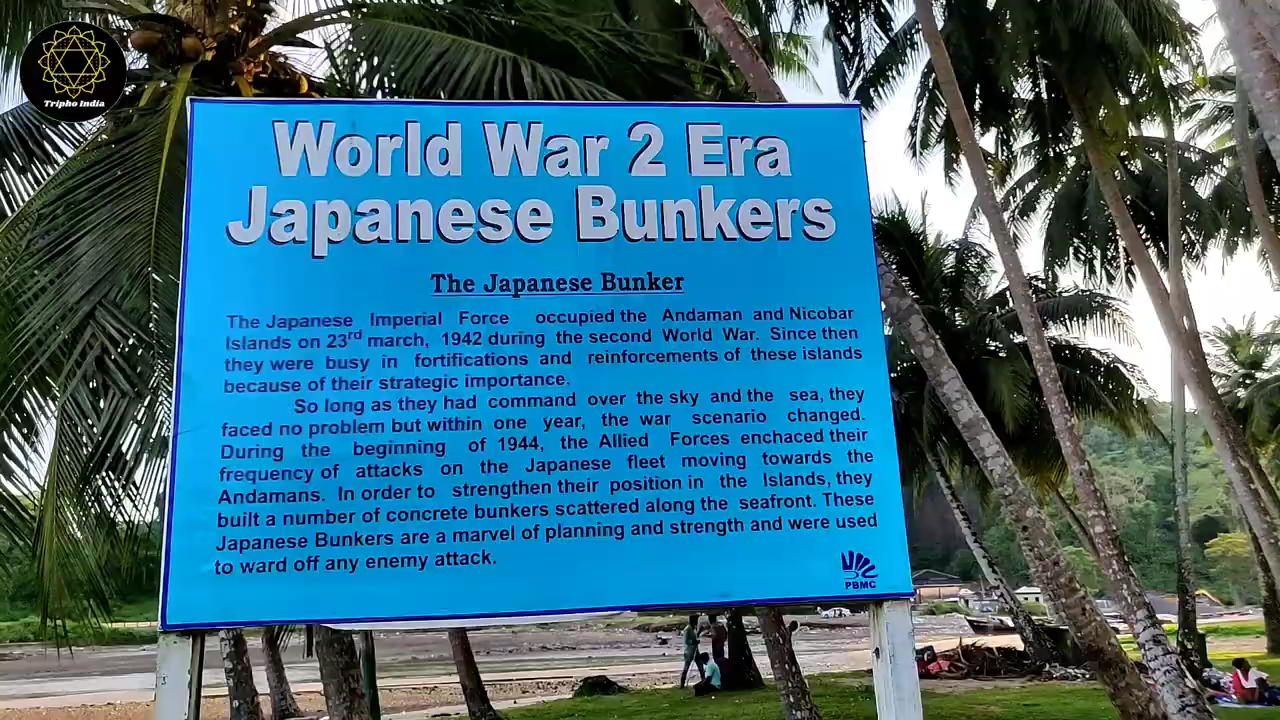 Tripho India
World War 2 Era
Japanese Bunkers
The Japanese Bunker
The Japanese Imperial Force occupied the Andaman and Nicobar
Islands on 23rd march, 1942 during the second World War. Since then
they were busy in fortifications and reinforcements of these islands
because of their strategic importance.
So long as they had command over the sky and the sea, they
faced no problem but within one year, the war scenario changed.
During the beginning of 1944, the Allied Forces enchaced their
frequency of attacks on the Japanese fleet moving towards the
Andamans. In order to strengthen their position in the Islands, they
built a number of concrete bunkers scattered along the seafront. These
Japanese Bunkers are a marvel of planning and strength and were used
to ward off any enemy attack.
PBMC